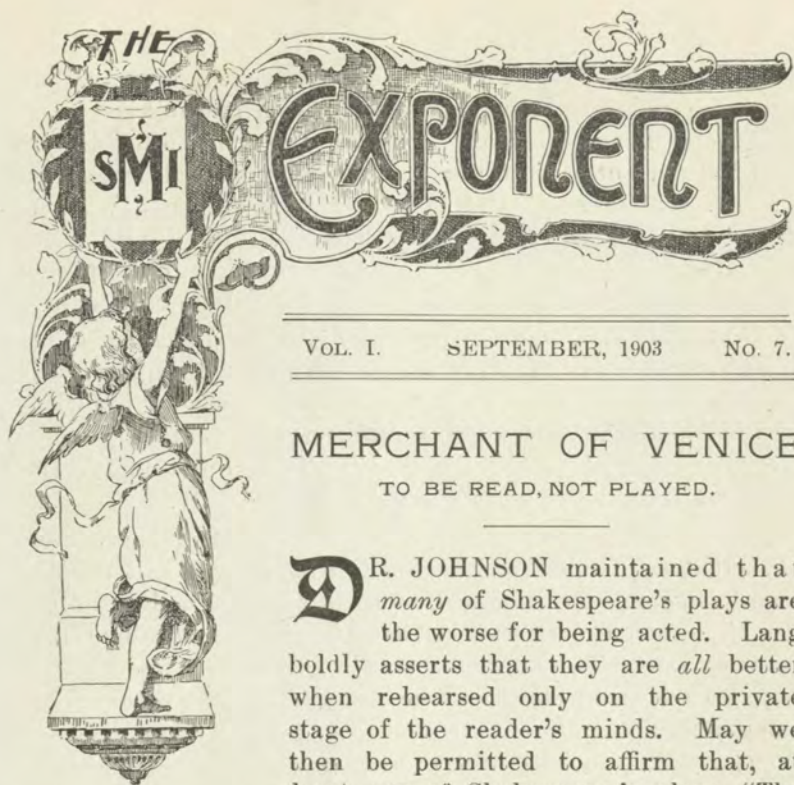 THE
SMI
EXPONENT
VOL. I. SEPTEMBER, 1903 No. 7.
MERCHANT OF VENICE
TO BE READ, NOT PLAYED.
DR. JOHNSON maintained tha
many of Shakespeare's plays are
the worse for being acted. Lang
boldly asserts that they are all better
when rehearsed only on the private
stage of the reader's minds. May we
then be permitted to affirm that, at